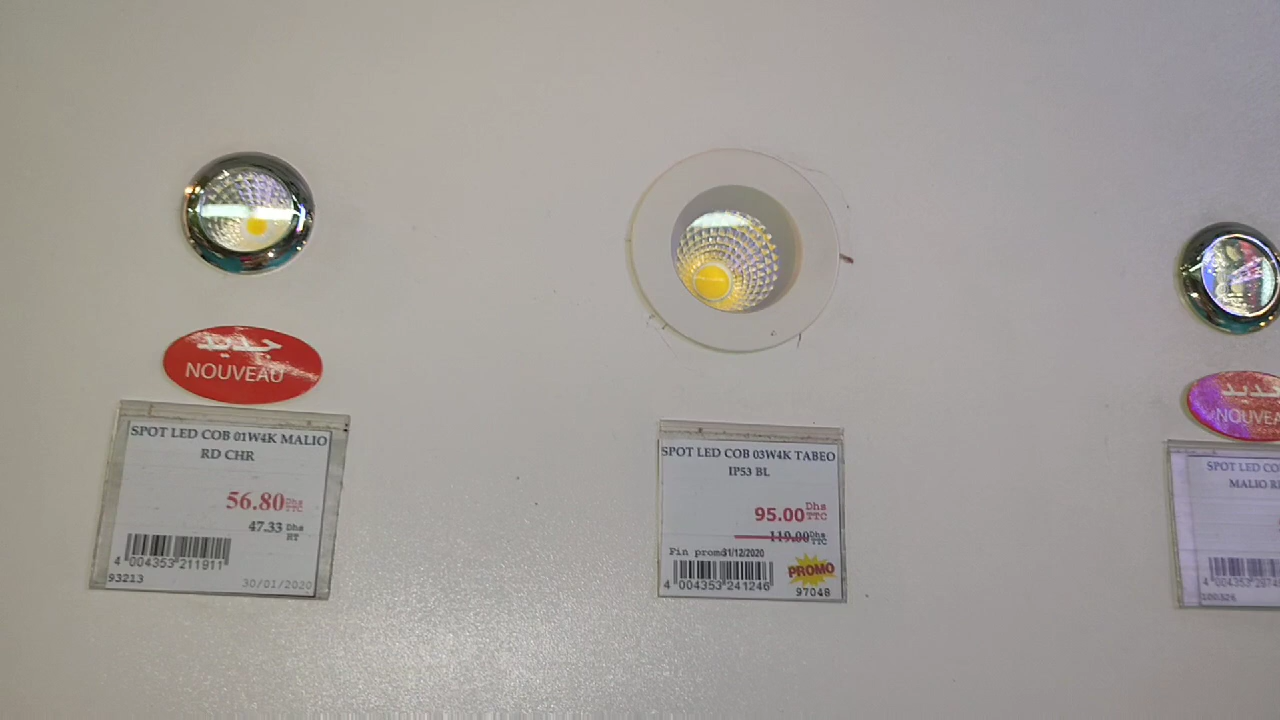 جديد
NOUVEAU
SPOT LED COB 01W4K MALIO
RD CHR
56.80 Dhs TTC
47.33 Dhs HT
4 004353 211911
93213
30/01/2020
SPOT LED COB 03W4K TABEO
IP53 BL
95.00 Dhs TTC
119.00 Dhs TTC
Fin promo 31/12/2020
PROMO
4 004353 241246
97048
جديد
NOUVEA
SPOT LED CO
MALIO R
100326